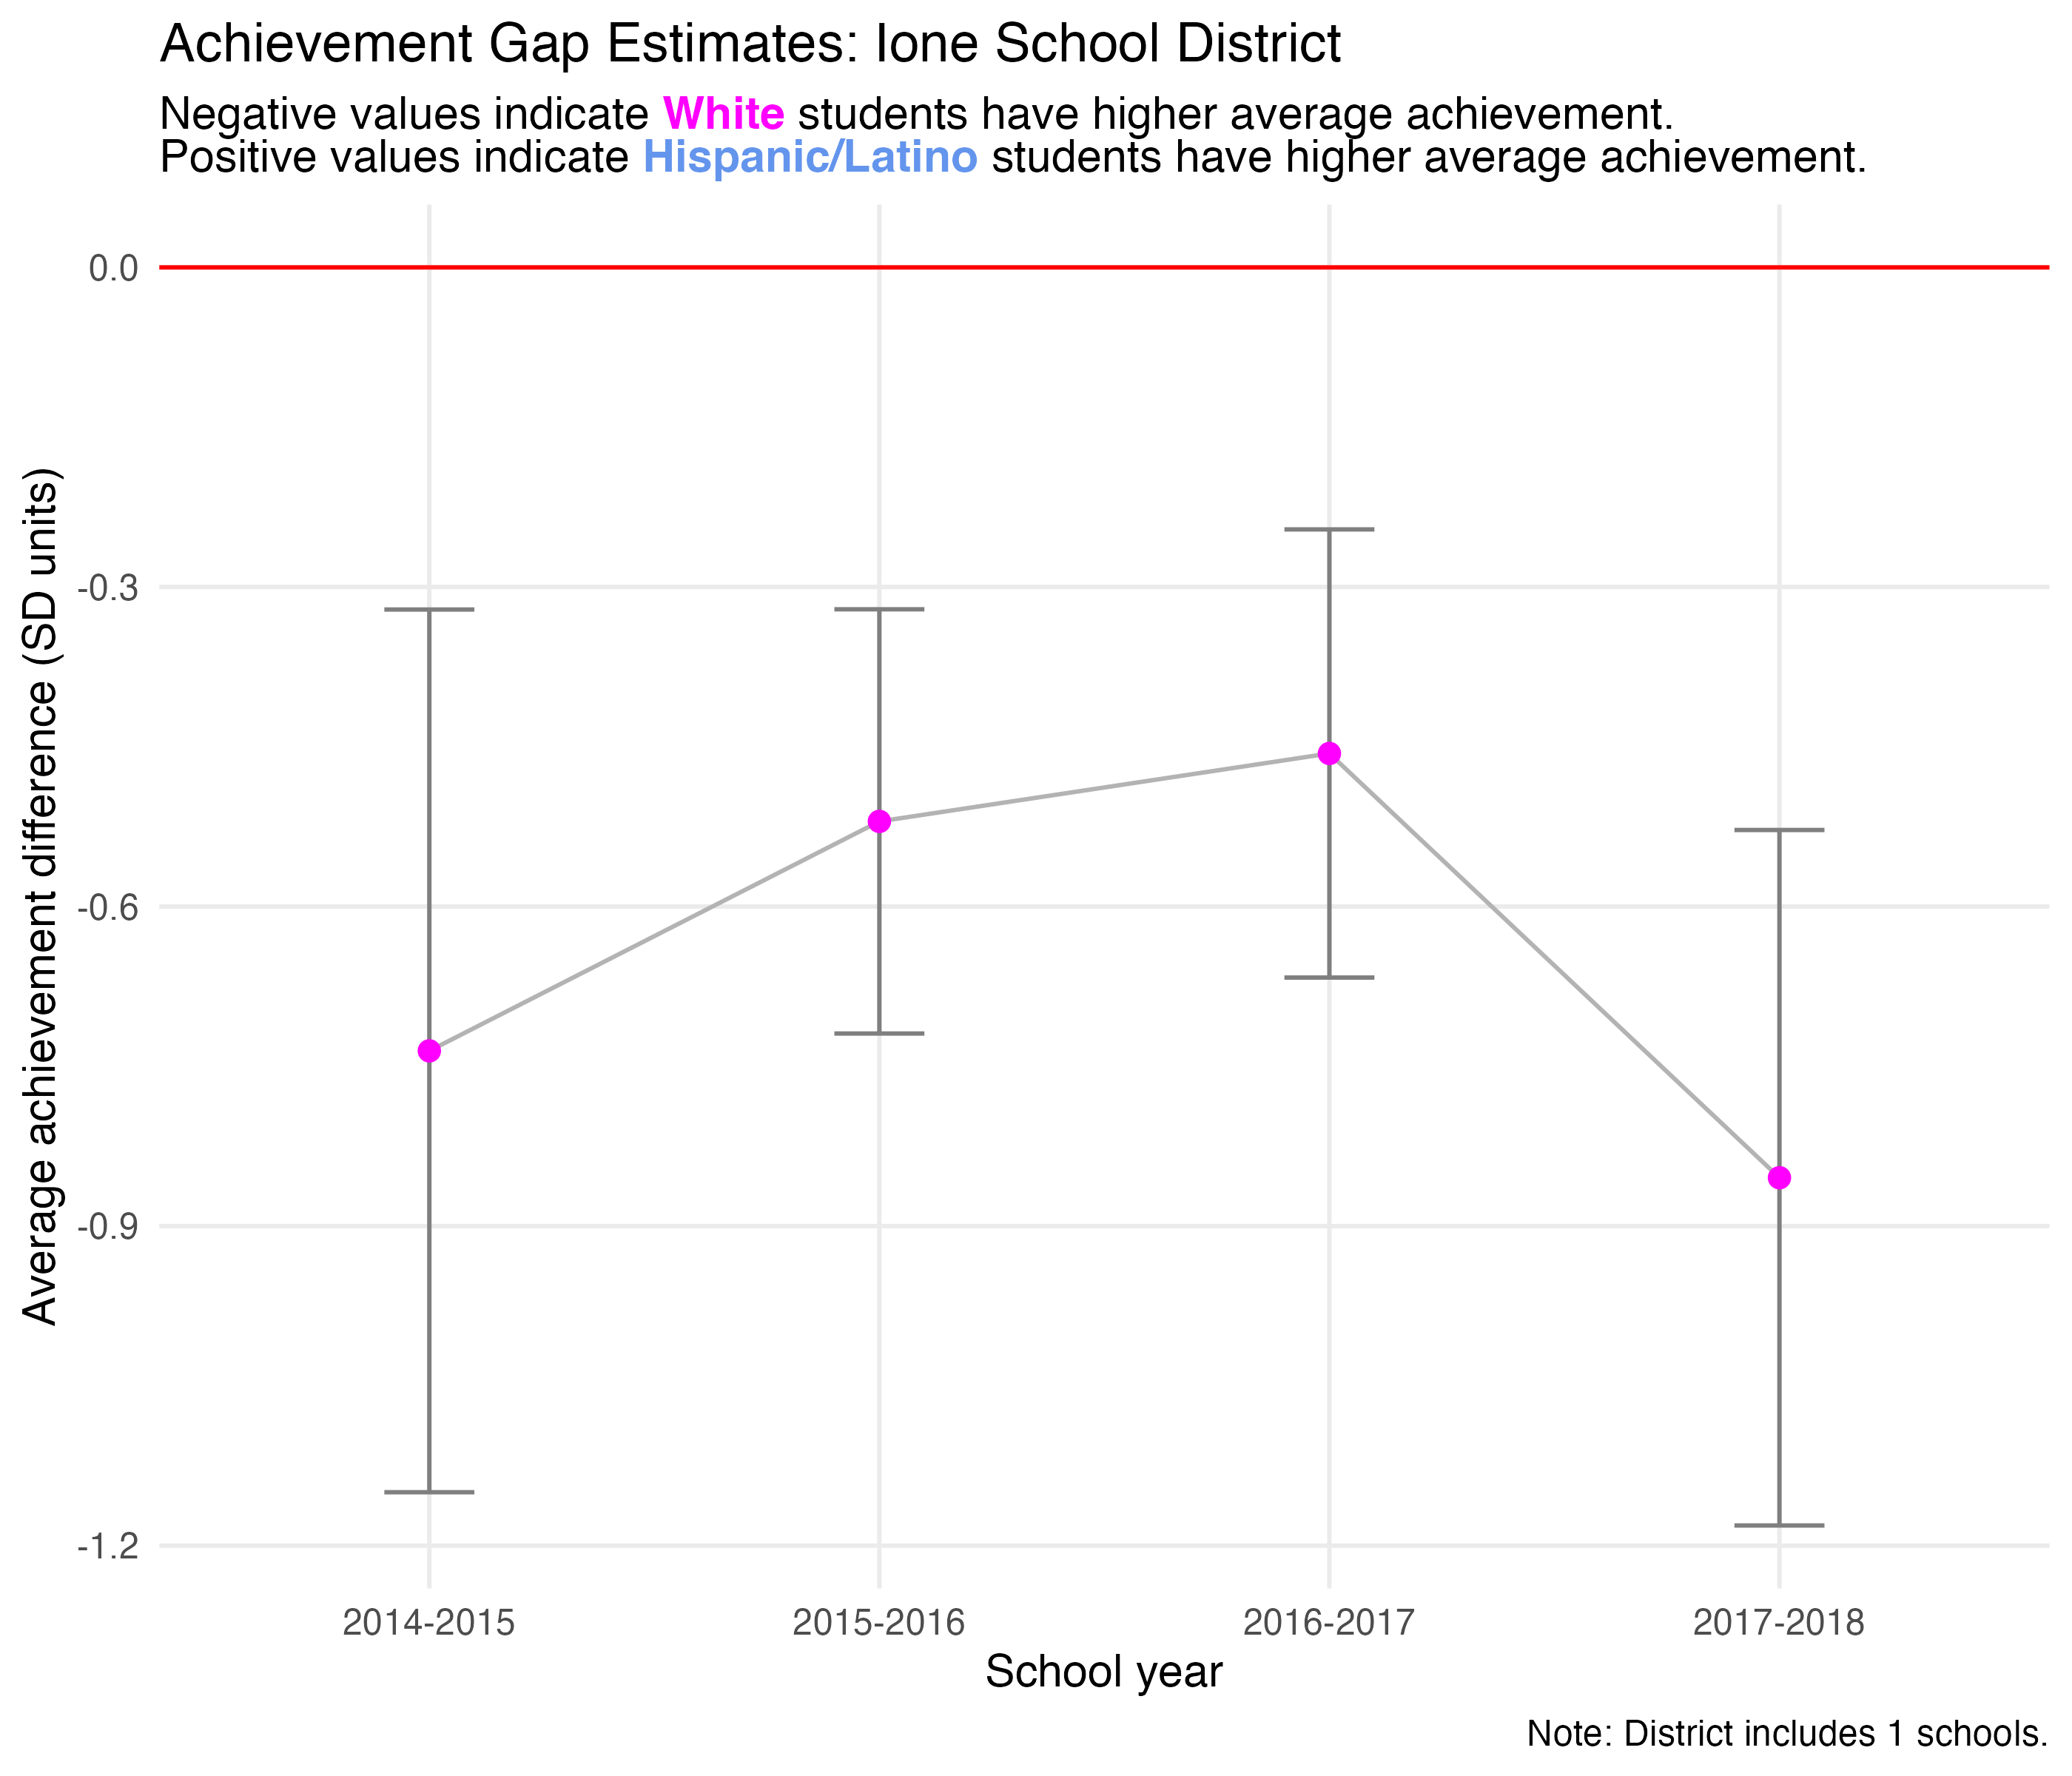 Achievement Gap Estimates: Ione School District
Negative values indicate White students have higher average achievement.
Positive values indicate Hispanic/Latino students have higher average achievement.
Average achievement difference (SD units)
0.0
-0.3
-0.6
-0.9
-1.2
2014-2015 2015-2016 2016-2017 2017-2018
School year
Note: District includes 1 schools.